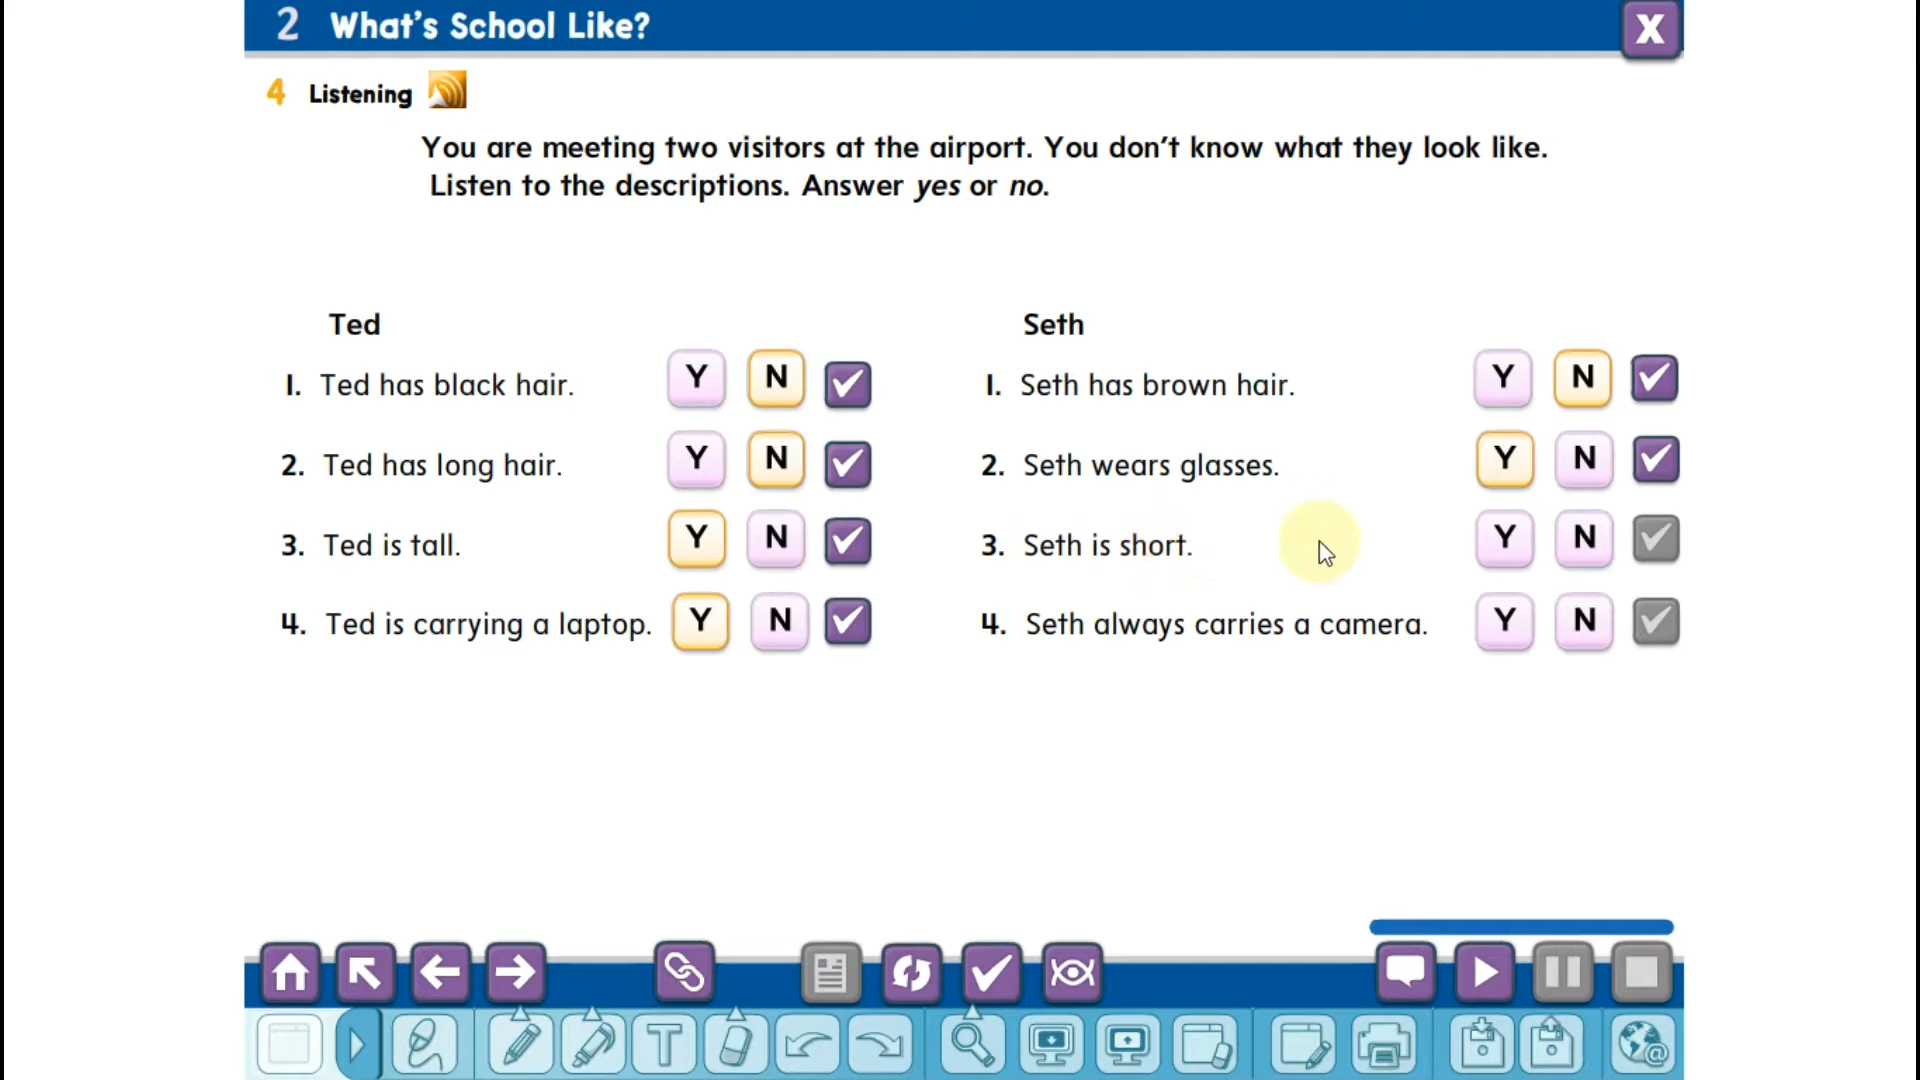 2 What's School Like?
X
4 Listening
You are meeting two visitors at the airport. You don't know what they look like.
Listen to the descriptions. Answer yes or no.
Ted
1. Ted has black hair. Y N
2. Ted has long hair. Y N
3. Ted is tall. Y N
4. Ted is carrying a laptop. Y N
Seth
1. Seth has brown hair. Y N
2. Seth wears glasses. Y N
3. Seth is short. Y N
4. Seth always carries a camera. Y N
T
@